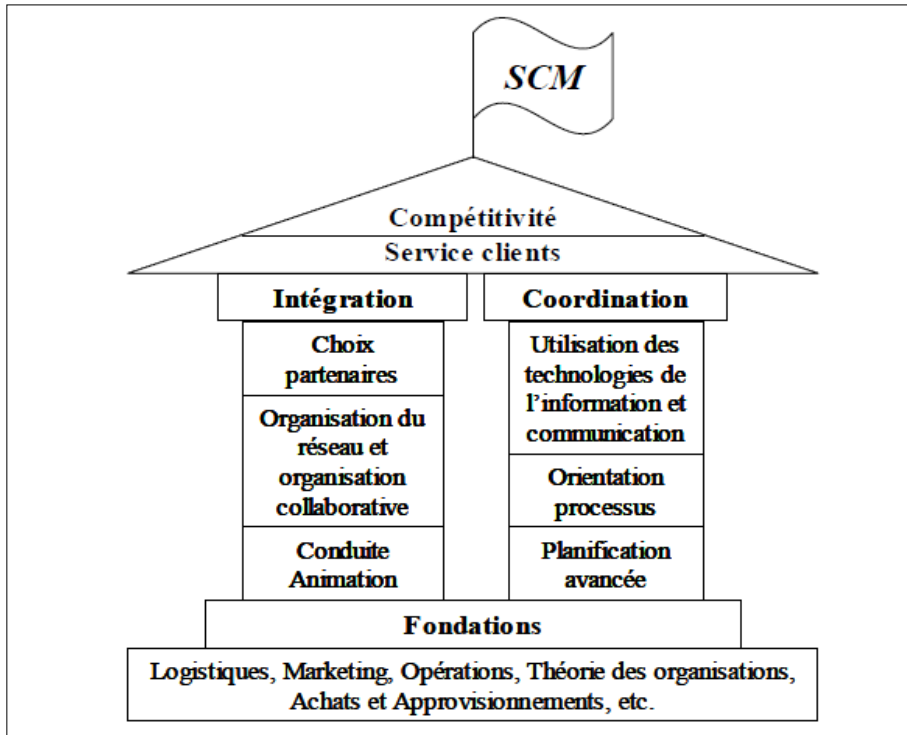 SCM
Compétitivité
Service clients
Intégration
Coordination
Choix
partenaires
Organisation du
réseau et
organisation
collaborative
Conduite
Animation
Utilisation des
technologies de
l’information et
communication
Orientation
processus
Planification
avancée
Fondations
Logistiques, Marketing, Opérations, Théorie des organisations,
Achats et Approvisionnements, etc.